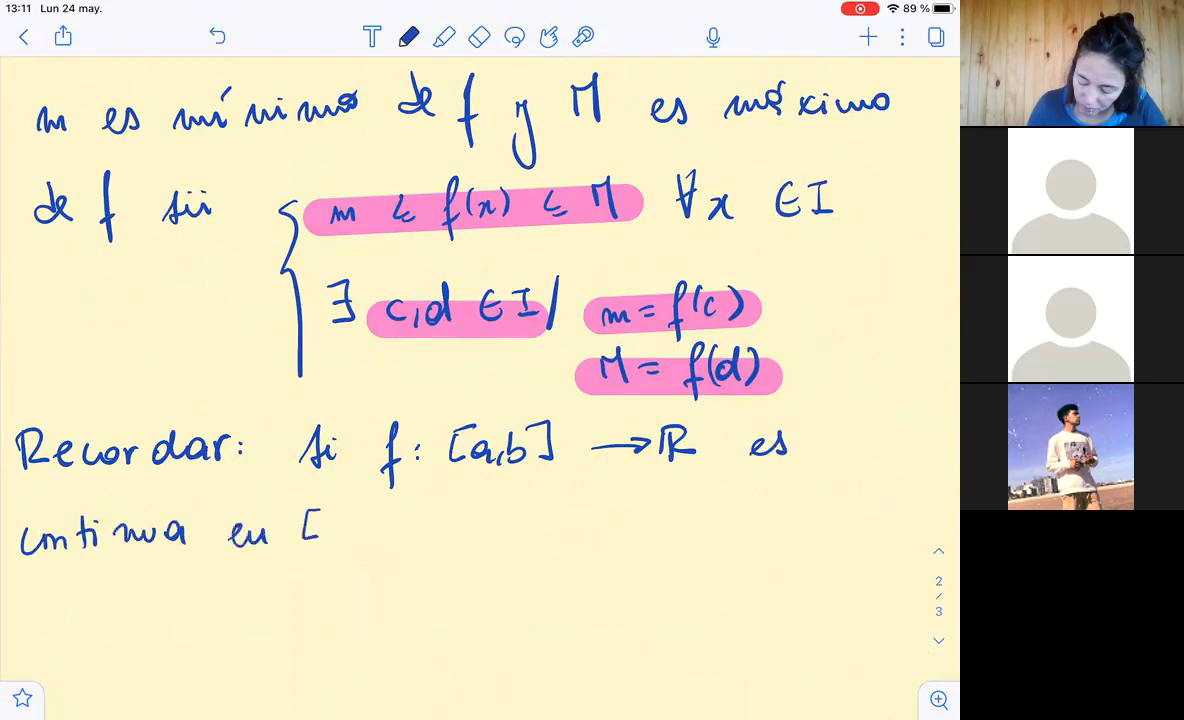 13:11 Lun 24 may.
89 %
m es mínimo de f y M es máximo
de f sii { m ≤ f(x) ≤ M ∀x ∈ I
∃ c,d ∈ I / m = f(c)
M = f(d)
Recordar: Si f: [a,b] → ℝ es
continua en [
2
/
3